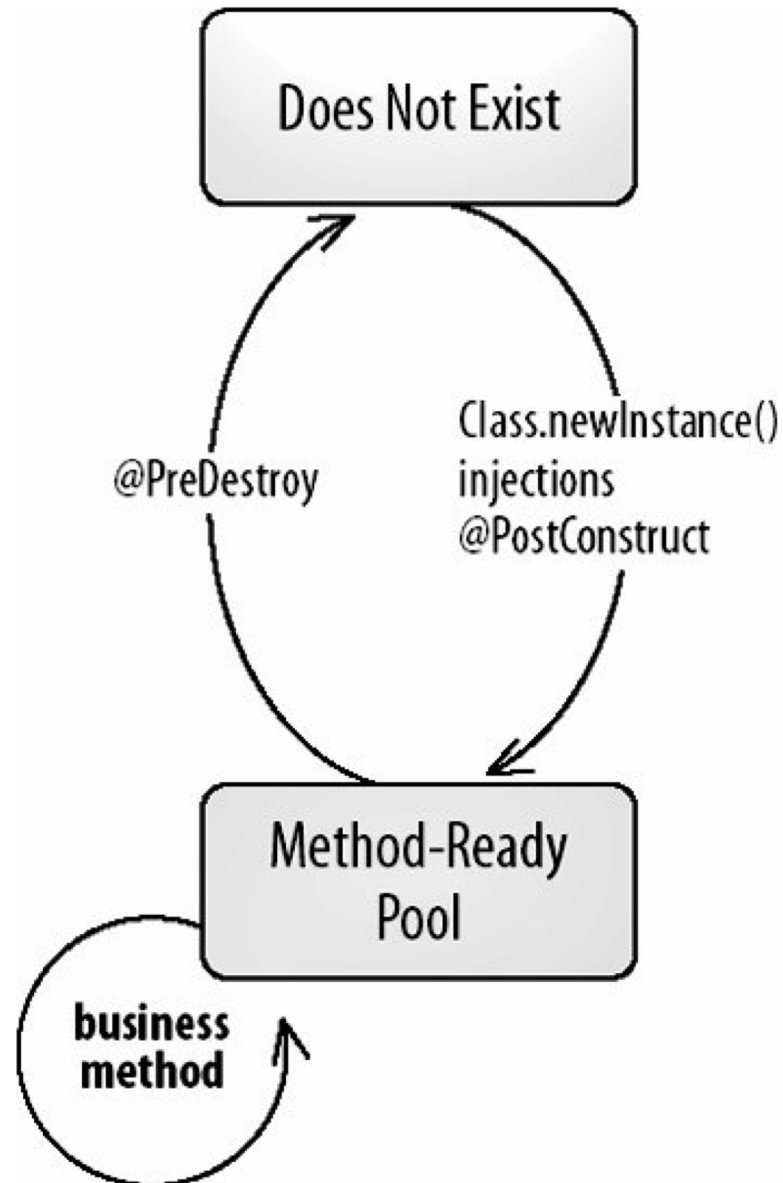 Does Not Exist
Class.newInstance()
injections
@PostConstruct
@PreDestroy
Method-Ready
Pool
business
method